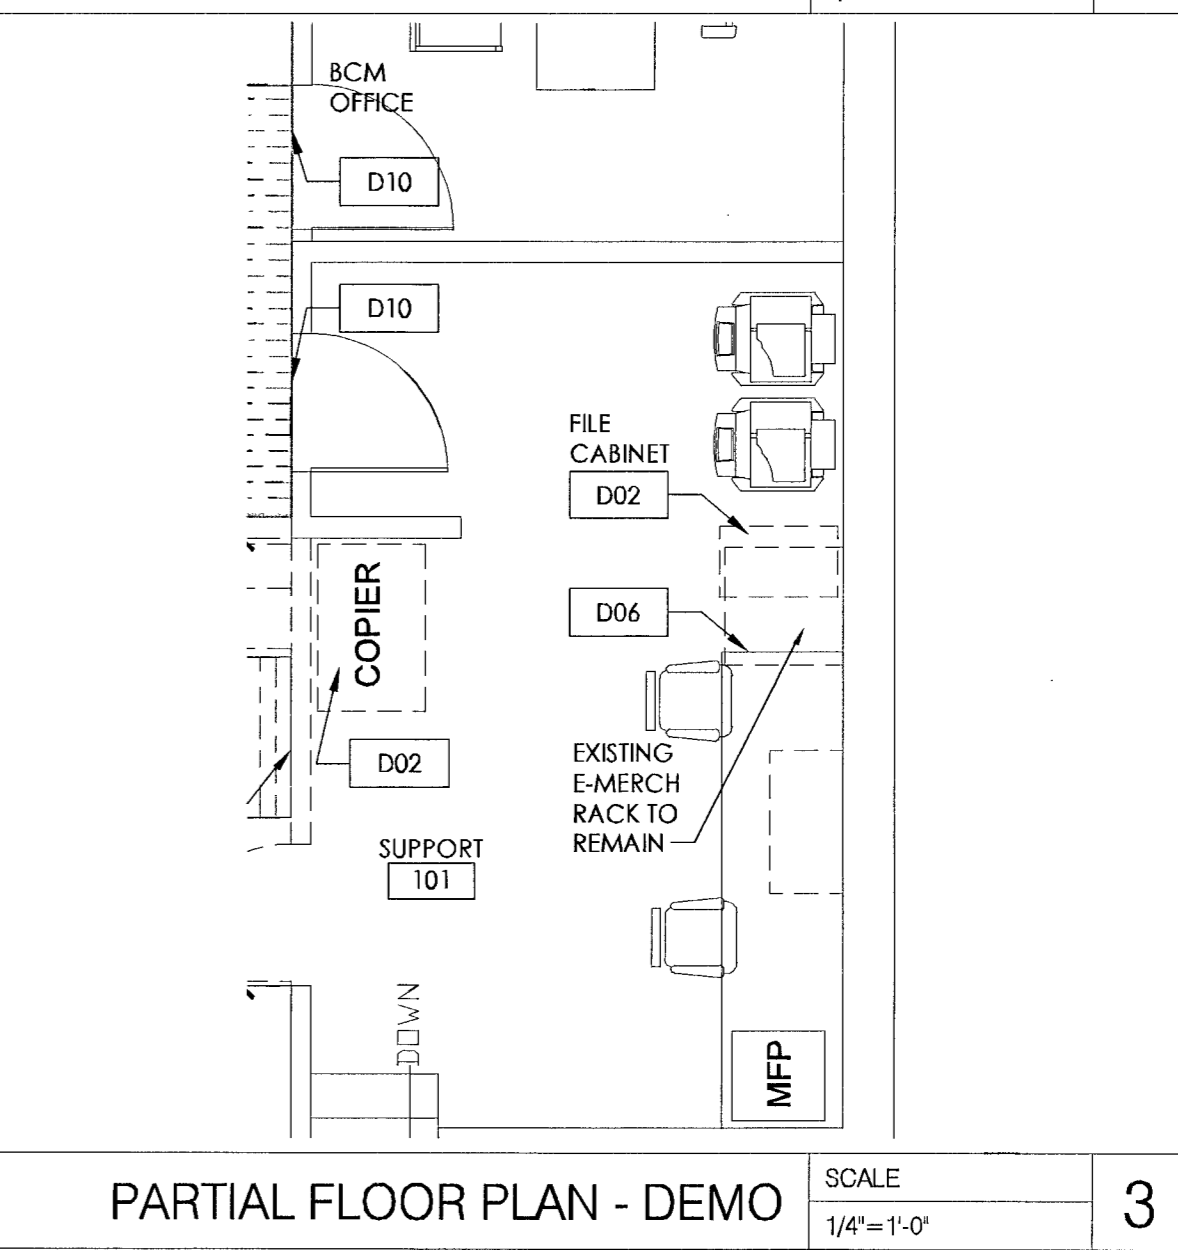 BCM
OFFICE
D10
D10
FILE
CABINET
D02
D06
COPIER
D02
EXISTING
E-MERCH
RACK TO
REMAIN
SUPPORT
101
DOWN
MFP
PARTIAL FLOOR PLAN - DEMO
SCALE
1/4"=1'-0"
3